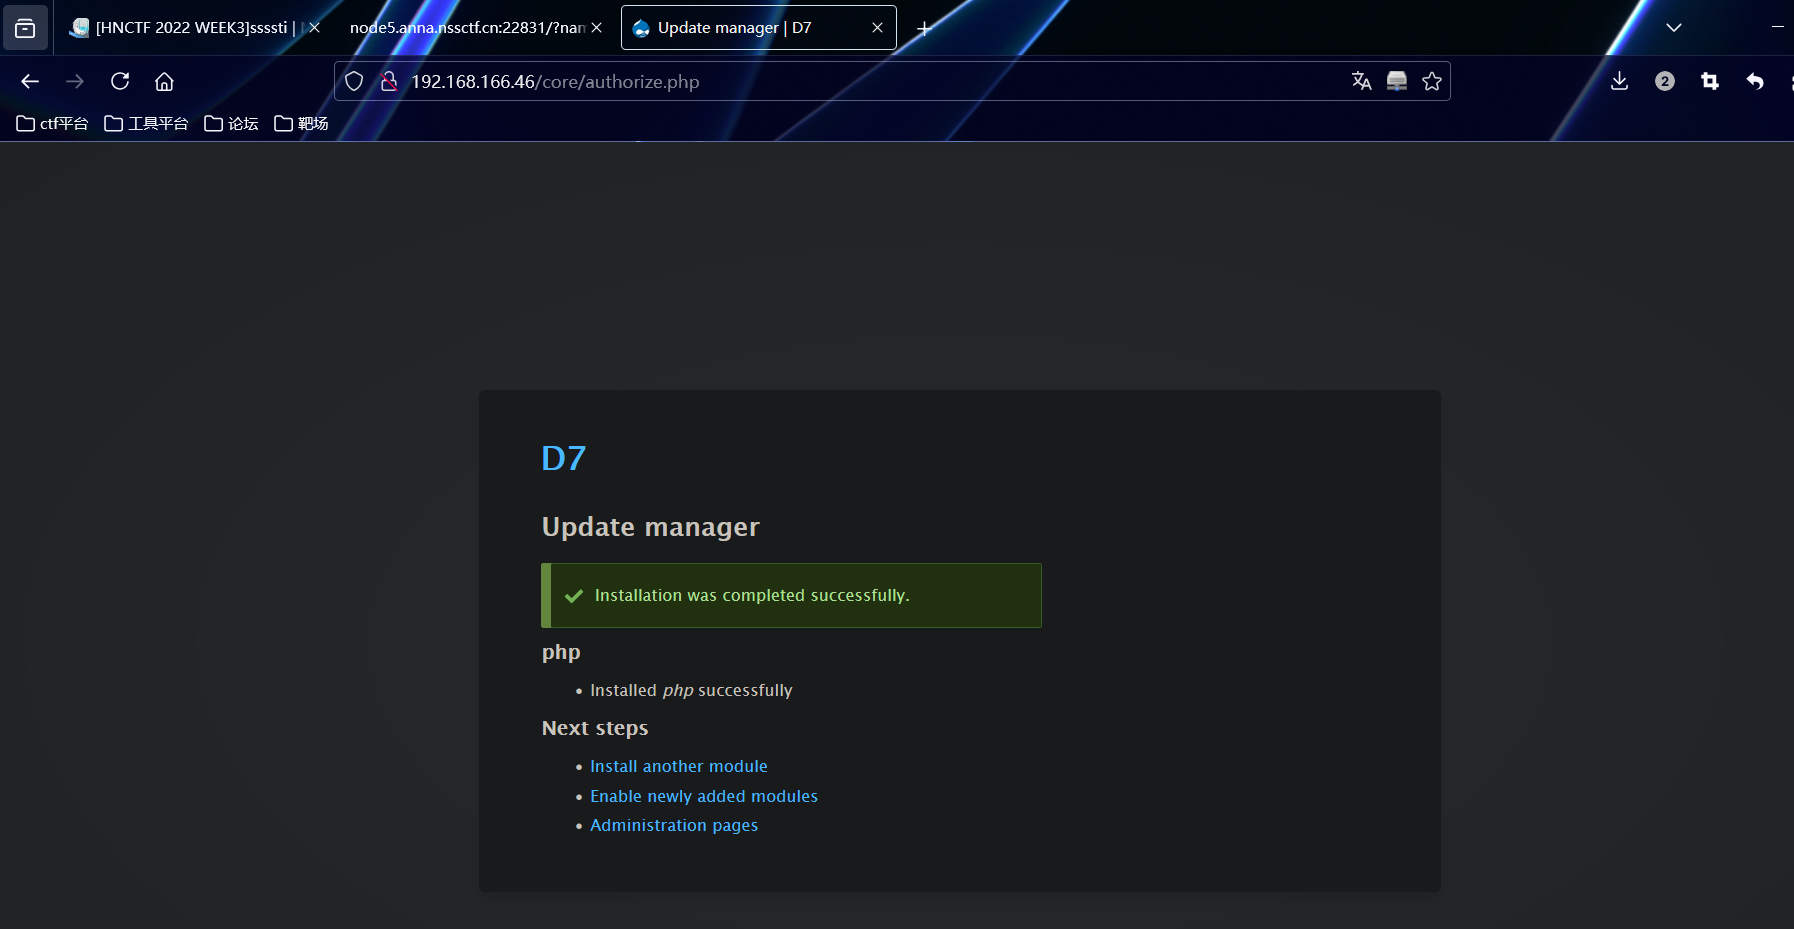 [HNCTF 2022 WEEK3]ssssti |
node5.anna.nssctf.cn:22831/?nam
Update manager | D7
192.168.166.46/core/authorize.php
2
ctf平台
工具平台
论坛
靶场
D7
Update manager
Installation was completed successfully.
php
Installed php successfully
Next steps
Install another module
Enable newly added modules
Administration pages